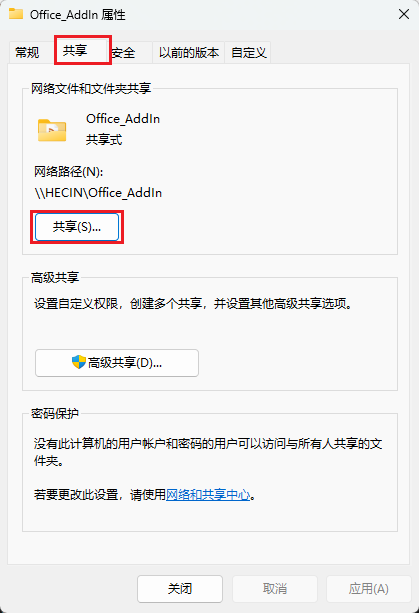 Office_AddIn 属性
常规 共享 安全 以前的版本 自定义
网络文件和文件夹共享
Office_AddIn
共享式
网络路径(N):
\\HECIN\Office_AddIn
共享(S)...
高级共享
设置自定义权限，创建多个共享，并设置其他高级共享选项。
高级共享(D)...
密码保护
没有此计算机的用户帐户和密码的用户可以访问与所有人共享的文
件夹。
若要更改此设置，请使用网络和共享中心。
关闭 取消 应用(A)